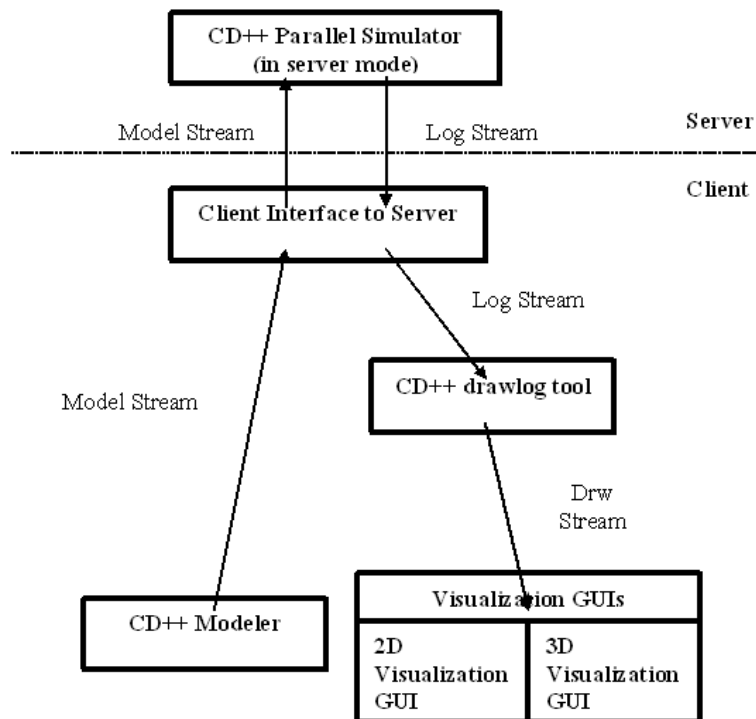 CD++ Parallel Simulator
(in server mode)
Model Stream
Log Stream
Server
Client
Client Interface to Server
Log Stream
Model Stream
CD++ drawlog tool
Drw
Stream
CD++ Modeler
Visualization GUIs
2D
Visualization
GUI
3D
Visualization
GUI